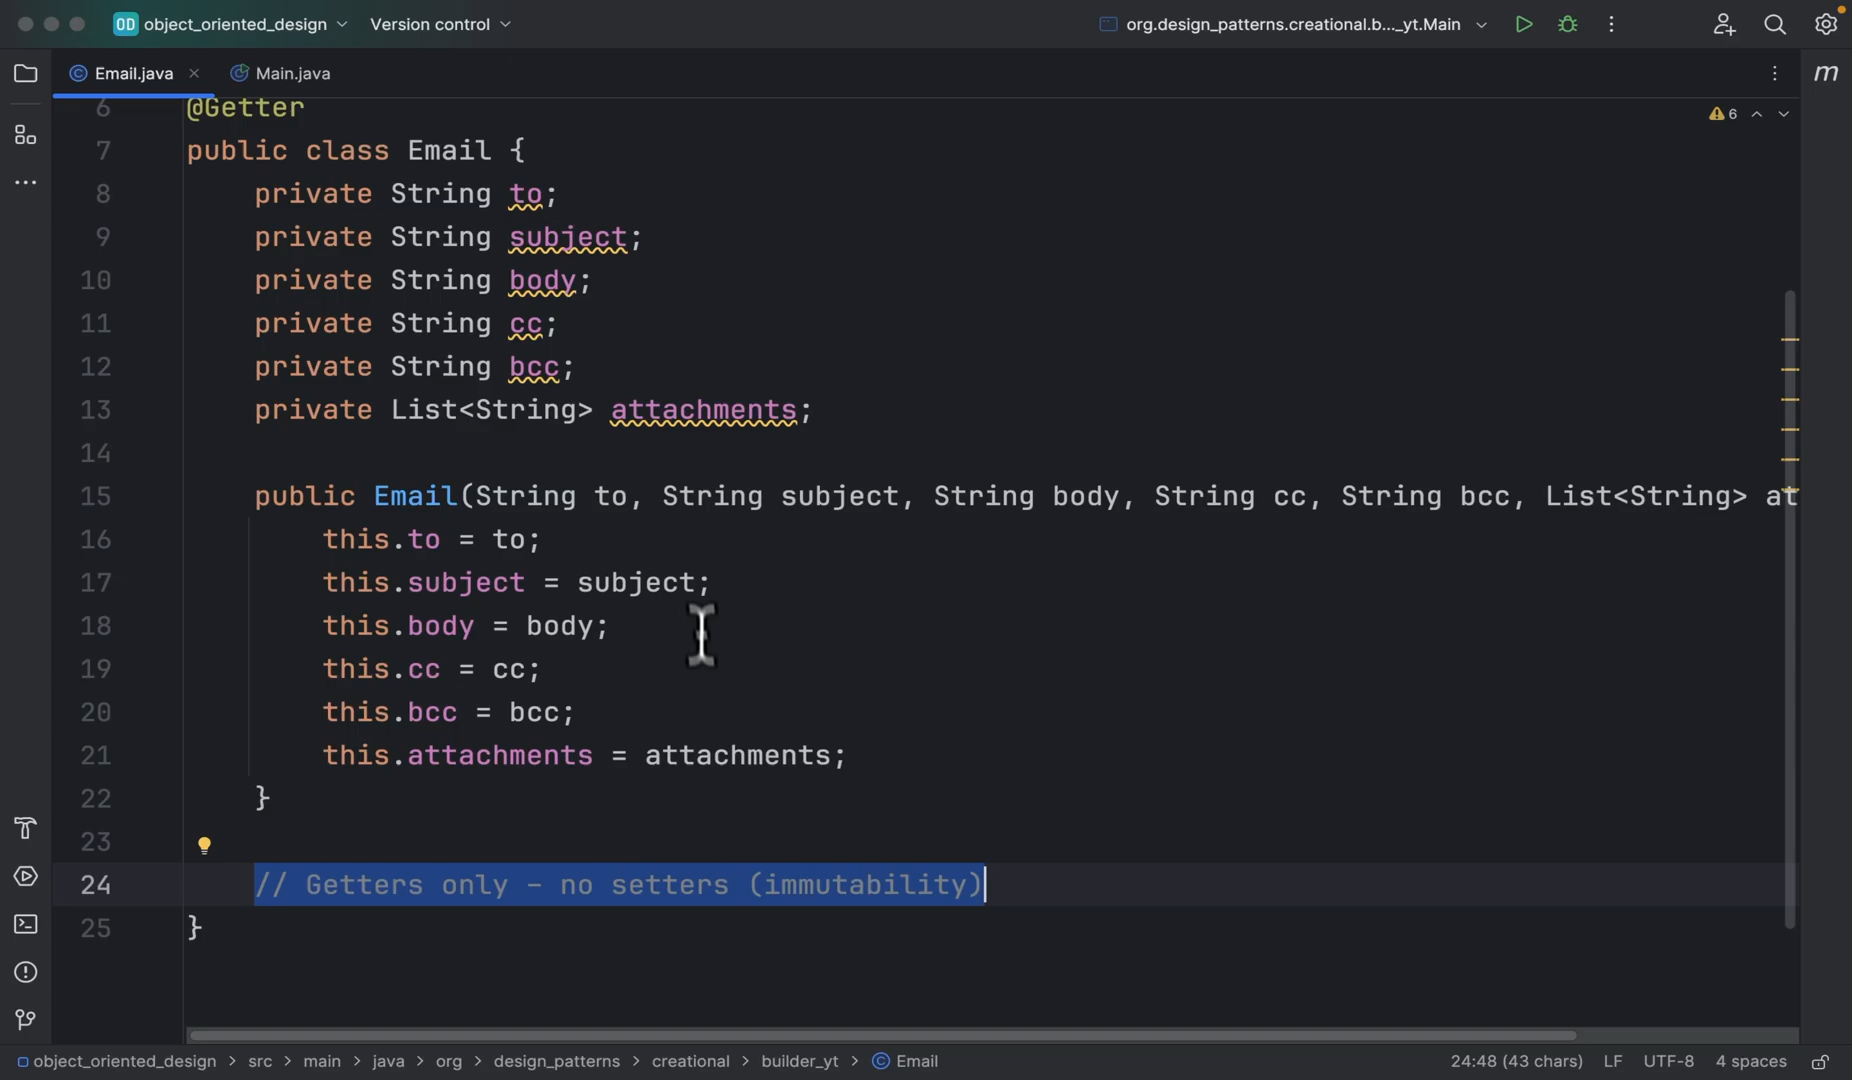 OD object_oriented_design Version control org.design_patterns.creational.b..._yt.Main
Email.java Main.java m
6 @Getter 6
7 public class Email {
8 private String to;
9 private String subject;
10 private String body;
11 private String cc;
12 private String bcc;
13 private List<String> attachments;
14
15 public Email(String to, String subject, String body, String cc, String bcc, List<String> at
16 this.to = to;
17 this.subject = subject;
18 this.body = body;
19 this.cc = cc;
20 this.bcc = bcc;
21 this.attachments = attachments;
22 }
23
24 // Getters only – no setters (immutability)
25 }
object_oriented_design > src > main > java > org > design_patterns > creational > builder_yt > Email 24:48 (43 chars) LF UTF-8 4 spaces